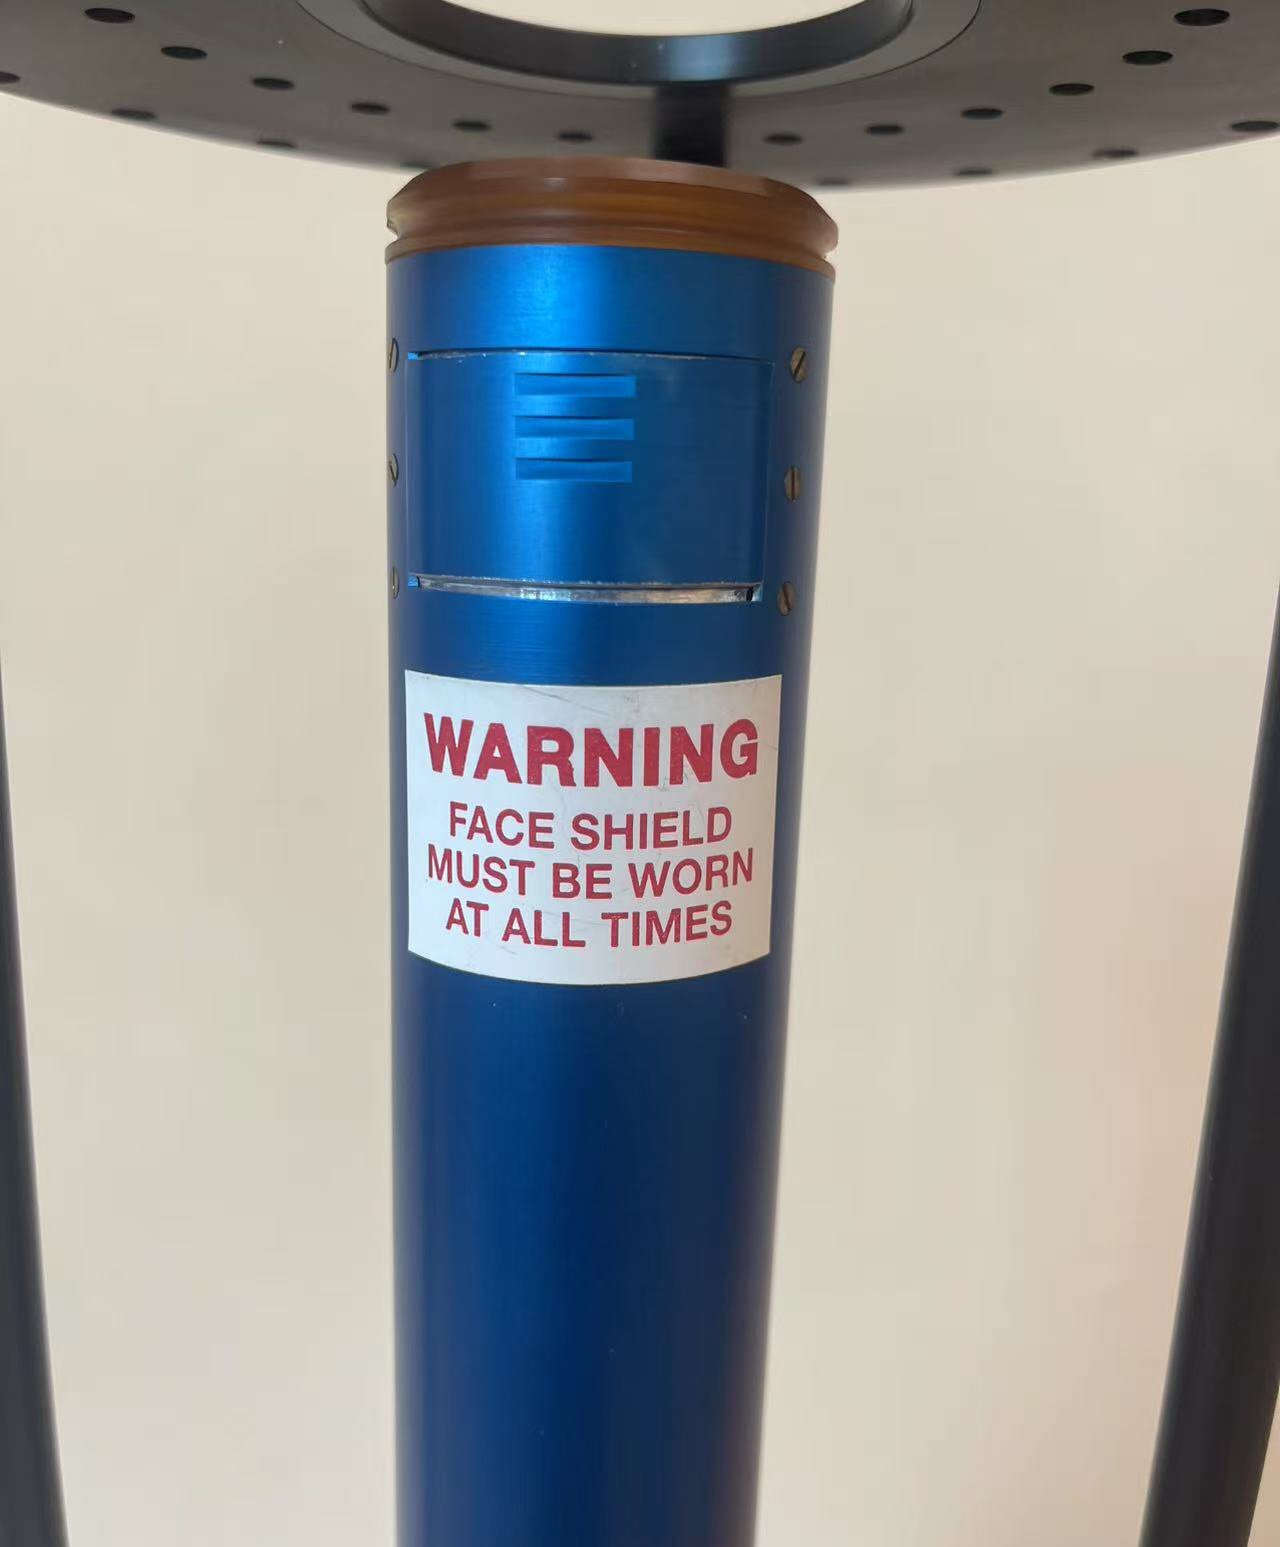 WARNING
FACE SHIELD
MUST BE WORN
AT ALL TIMES